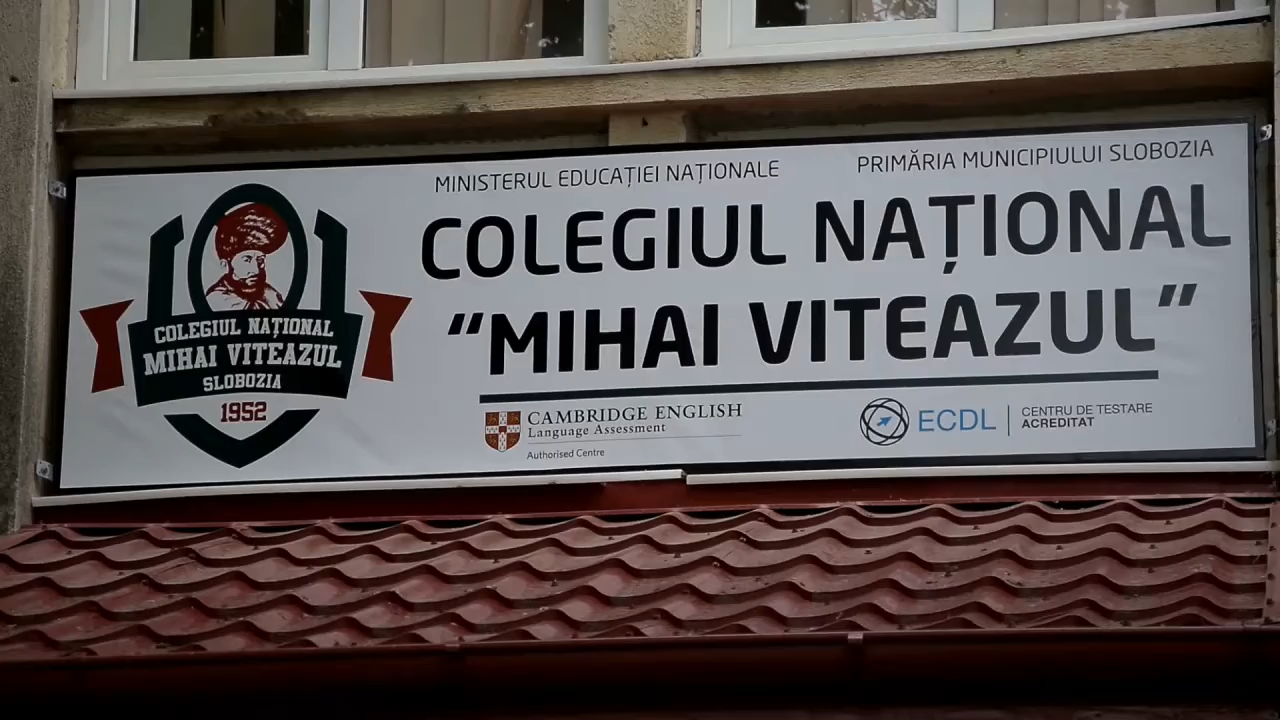 MINISTERUL EDUCAȚIEI NAȚIONALE
PRIMĂRIA MUNICIPIULUI SLOBOZIA
COLEGIUL NAȚIONAL
“MIHAI VITEAZUL”
COLEGIUL NAȚIONAL
MIHAI VITEAZUL
SLOBOZIA
1952
CAMBRIDGE ENGLISH
Language Assessment
Authorised Centre
ECDL
CENTRU DE TESTARE
ACREDITAT